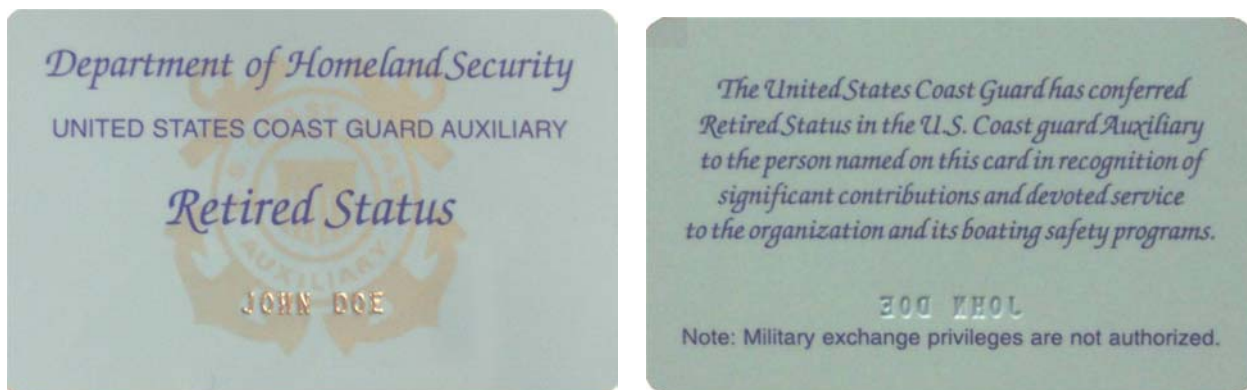 Department of Homeland Security
UNITED STATES COAST GUARD AUXILIARY
Retired Status
AUXILIARY
JOHN DOE
The United States Coast Guard has conferred
Retired Status in the U.S. Coast guard Auxiliary
to the person named on this card in recognition of
significant contributions and devoted service
to the organization and its boating safety programs.
JOHN DOE
Note: Military exchange privileges are not authorized.